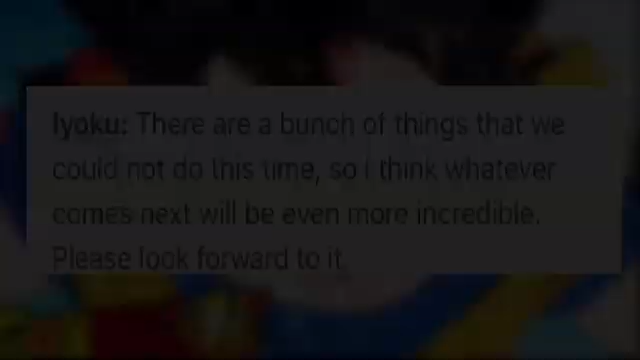 Iyoku: There are a bunch of things that we
could not do this time, so i think whatever
comes next will be even more incredible.
Please look forward to it.